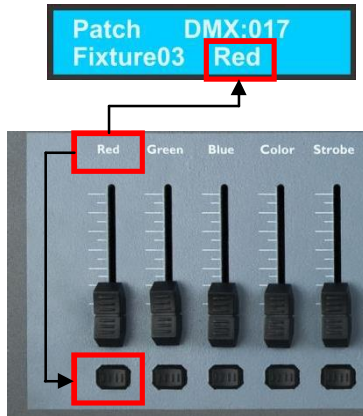 Patch DMX:017
Fixture03 Red
Red Green Blue Color Strobe